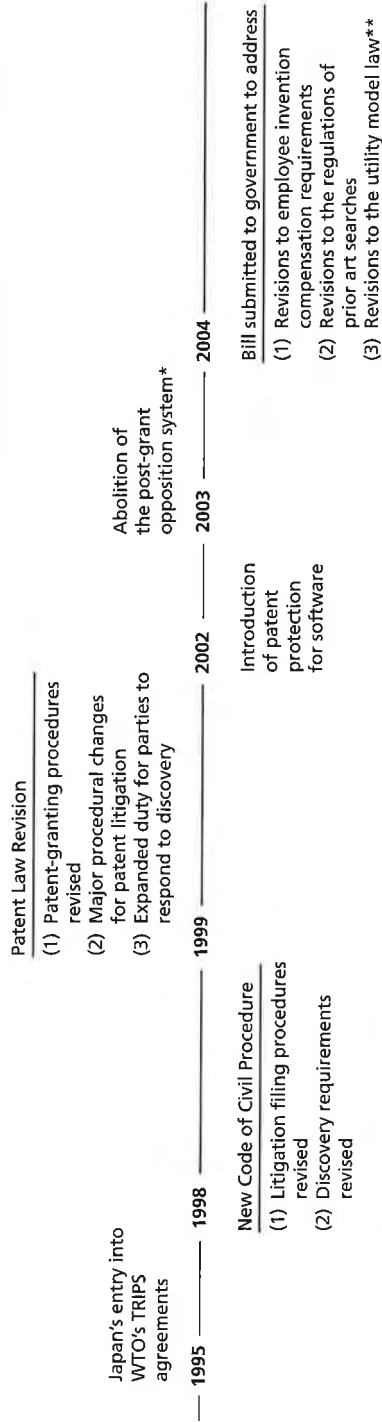 Japan's entry into
WTO's TRIPS
agreements
1995
1998
New Code of Civil Procedure
(1) Litigation filing procedures
revised
(2) Discovery requirements
revised
Patent Law Revision
(1) Patent-granting procedures
revised
(2) Major procedural changes
for patent litigation
(3) Expanded duty for parties to
respond to discovery
1999
2002
Introduction
of patent
protection
for software
Abolition of
the post-grant
opposition system*
2003
2004
Bill submitted to government to address
(1) Revisions to employee invention
compensation requirements
(2) Revisions to the regulations of
prior art searches
(3) Revisions to the utility model law**